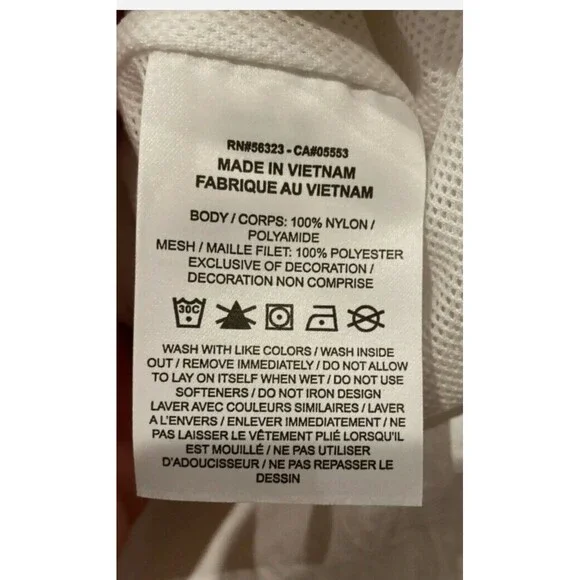 RN#56323 - CA#05553
MADE IN VIETNAM
FABRIQUE AU VIETNAM
BODY / CORPS: 100% NYLON /
POLYAMIDE
MESH / MAILLE FILET: 100% POLYESTER
EXCLUSIVE OF DECORATION /
DECORATION NON COMPRISE
30C
WASH WITH LIKE COLORS / WASH INSIDE
OUT / REMOVE IMMEDIATELY / DO NOT ALLOW
TO LAY ON ITSELF WHEN WET / DO NOT USE
SOFTENERS / DO NOT IRON DESIGN
LAVER AVEC COULEURS SIMILAIRES / LAVER
A L'ENVERS / ENLEVER IMMEDIATEMENT / NE
PAS LAISSER LE VÊTEMENT PLIÉ LORSQU'IL
EST MOUILLÉ / NE PAS UTILISER
D'ADOUCISSEUR / NE PAS REPASSER LE
DESSIN